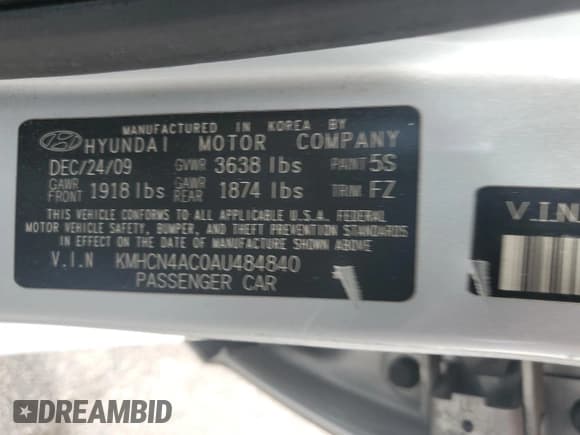 MANUFACTURED IN KOREA BY
HYUNDAI MOTOR COMPANY
DEC/24/09 GVWR 3638 lbs PAINT 5S
GAWR FRONT 1918 lbs GAWR REAR 1874 lbs TRIM FZ
THIS VEHICLE CONFORMS TO ALL APPLICABLE U.S.A. FEDERAL
MOTOR VEHICLE SAFETY, BUMPER, AND THEFT PREVENTION STANDARDS
IN EFFECT ON THE DATE OF MANUFACTURE SHOWN ABOVE
V.I.N KMHCN4AC0AU484840
PASSENGER CAR
V.I.N
DREAMBID